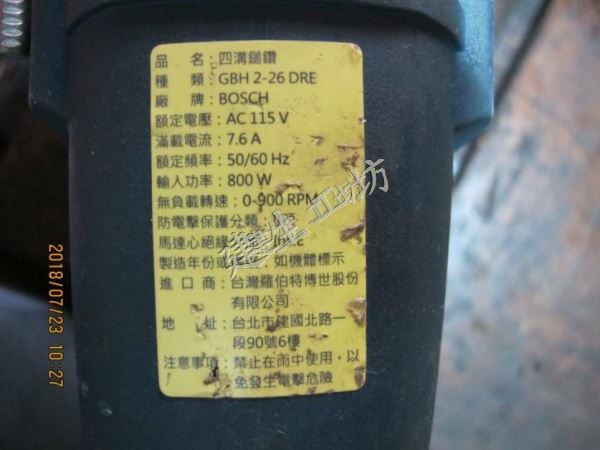 品名：四溝鎚鑽
種類：GBH 2-26 DRE
廠牌：BOSCH
額定電壓：AC 115 V
滿載電流：7.6 A
額定頻率：50/60 Hz
輸入功率：800 W
無負載轉速：0-900 RPM
防電擊保護分類：
馬達心絕緣
製造年份或 如機體標示
進口商：台灣羅伯特博世股份
有限公司
地址：台北市建國北路一
段90號6樓
注意事項：禁止在雨中使用，以
免發生電擊危險
生工坊
2018/07/23 10:27